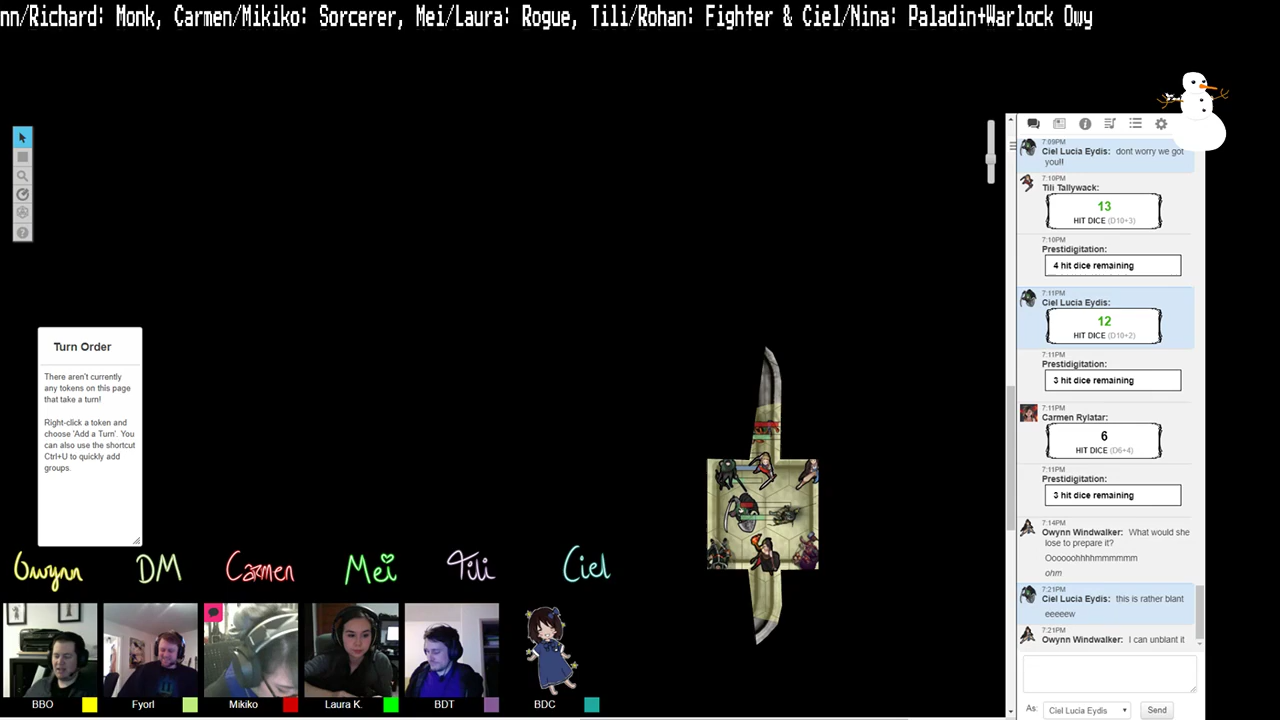 nn/Richard: Monk, Carmen/Mikiko: Sorcerer, Mei/Laura: Rogue, Tili/Rohan: Fighter & Ciel/Nina: Paladin+Warlock Owy
7:09PM
Ciel Lucia Eydis: dont worry we got
you!!
7:10PM
Tili Tallywack:
13
HIT DICE (D10+3)
7:10PM
Prestidigitation:
4 hit dice remaining
7:11PM
Ciel Lucia Eydis:
12
HIT DICE (D10+2)
7:11PM
Prestidigitation:
3 hit dice remaining
7:11PM
Carmen Rylatar:
6
HIT DICE (D6+4)
7:11PM
Prestidigitation:
3 hit dice remaining
7:14PM
Owynn Windwalker: What would she
lose to prepare it?
Ooooohhhhmmmmmm
ohm
7:21PM
Ciel Lucia Eydis: this is rather blant
eeeeew
7:21PM
Owynn Windwalker: I can unblant it
As: Ciel Lucia Eydis Send
Turn Order
There aren't currently
any tokens on this page
that take a turn!
Right-click a token and
choose 'Add a Turn'. You
can also use the shortcut
Ctrl+U to quickly add
groups.
Owynn DM Carmen Mei Tili Ciel
BBO Fyorl Mikiko Laura K. BDT BDC